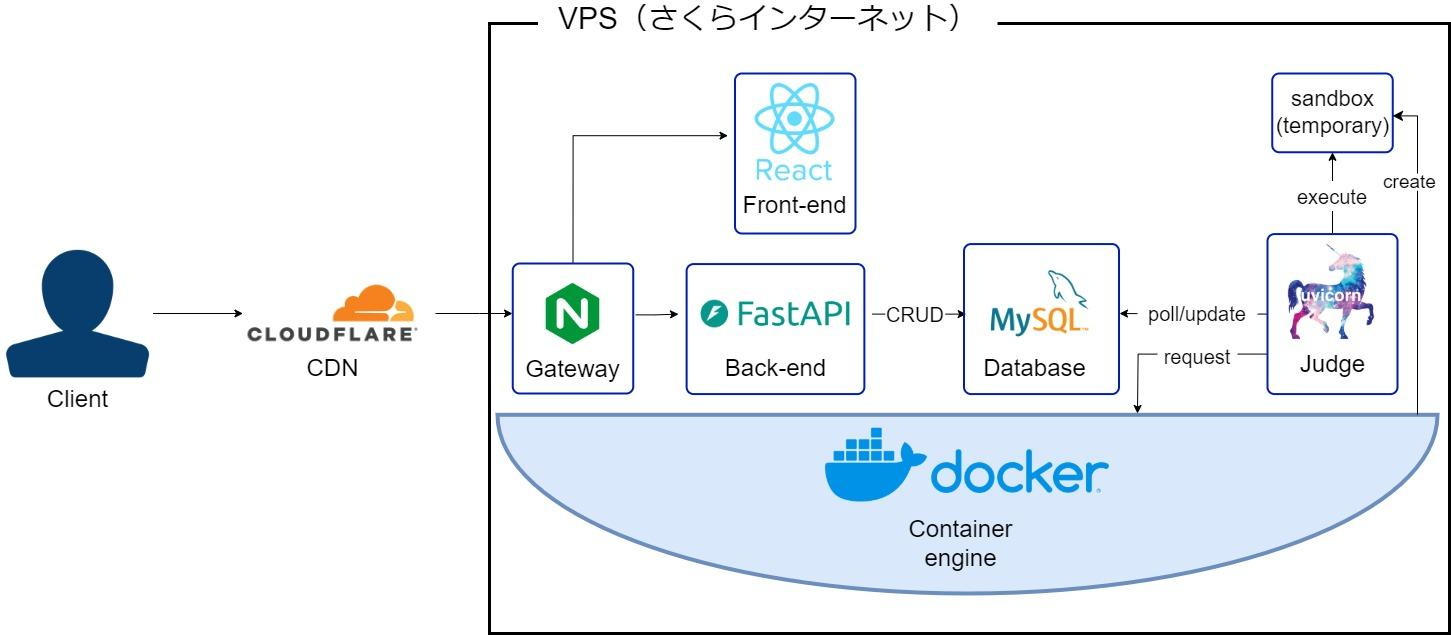 VPS（さくらインターネット）
React
Front-end
sandbox
(temporary)
execute
create
Client
CLOUDFLARE
CDN
N
Gateway
FastAPI
Back-end
CRUD
MySQL
Database
poll/update
request
uvicorn
Judge
docker
Container
engine